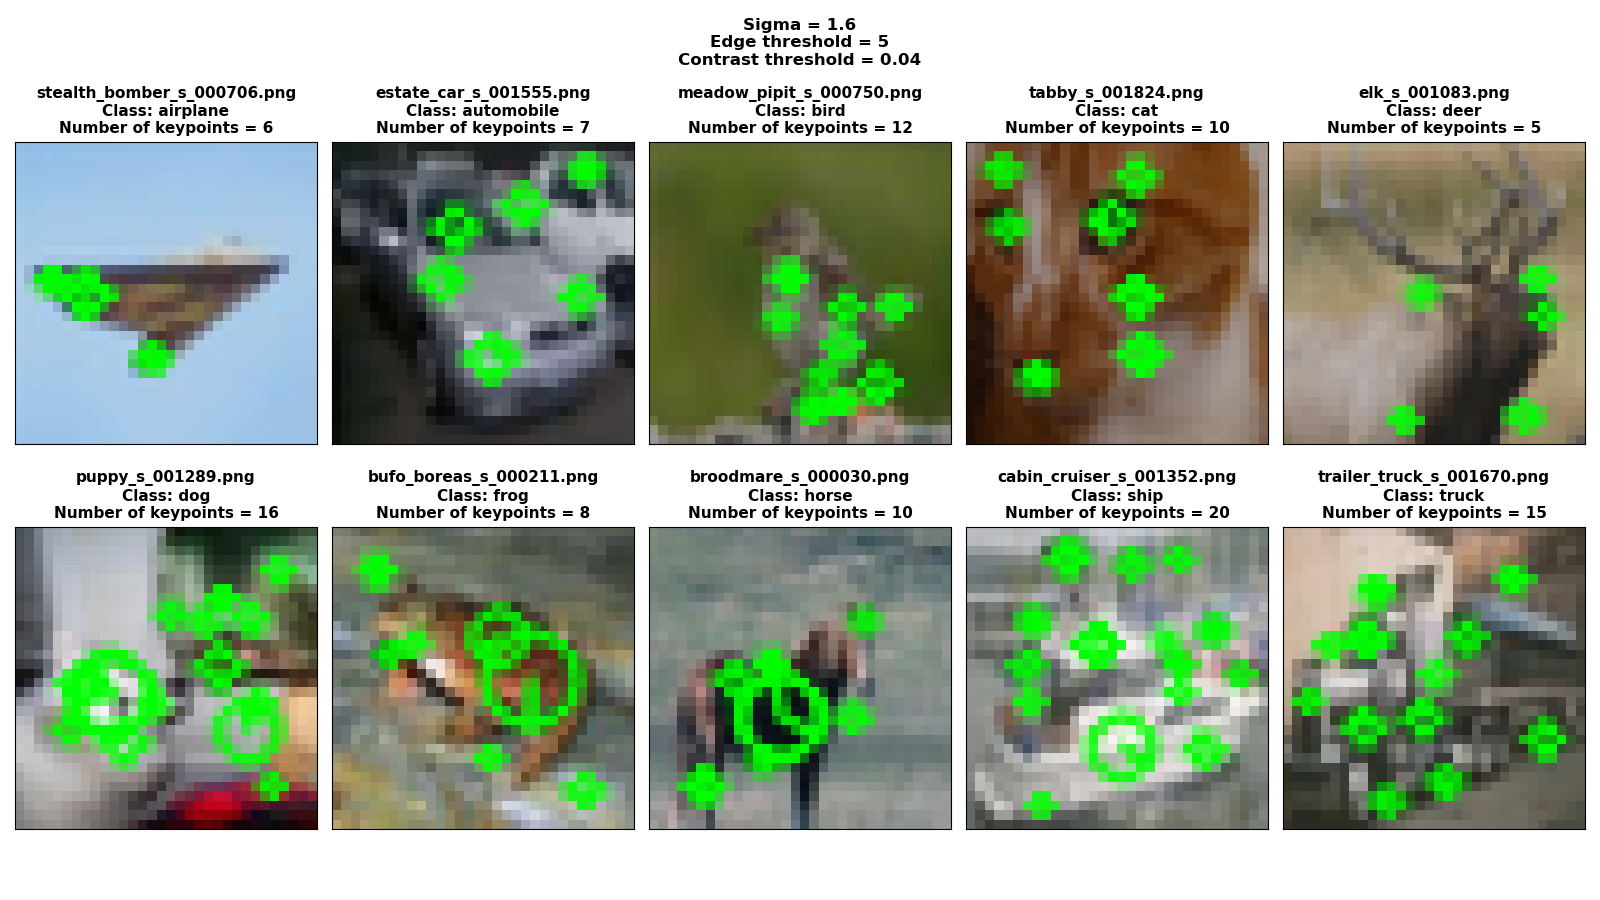 Sigma = 1.6
Edge threshold = 5
Contrast threshold = 0.04
stealth_bomber_s_000706.png
Class: airplane
Number of keypoints = 6
estate_car_s_001555.png
Class: automobile
Number of keypoints = 7
meadow_pipit_s_000750.png
Class: bird
Number of keypoints = 12
tabby_s_001824.png
Class: cat
Number of keypoints = 10
elk_s_001083.png
Class: deer
Number of keypoints = 5
puppy_s_001289.png
Class: dog
Number of keypoints = 16
bufo_boreas_s_000211.png
Class: frog
Number of keypoints = 8
broodmare_s_000030.png
Class: horse
Number of keypoints = 10
cabin_cruiser_s_001352.png
Class: ship
Number of keypoints = 20
trailer_truck_s_001670.png
Class: truck
Number of keypoints = 15